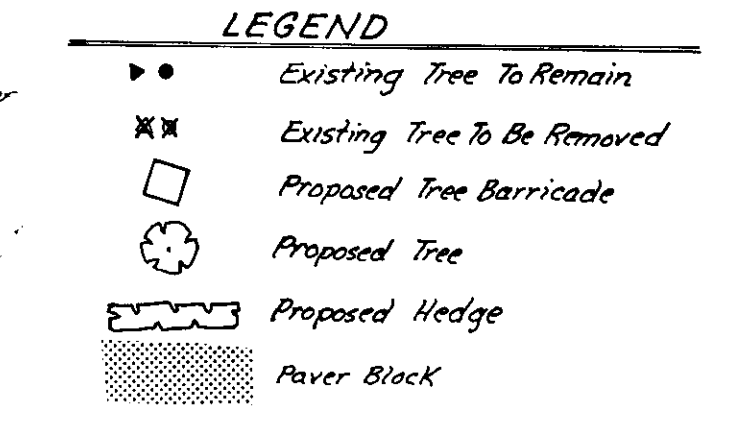 LEGEND
Existing Tree To Remain
Existing Tree To Be Removed
Proposed Tree Barricade
Proposed Tree
Proposed Hedge
Paver Block